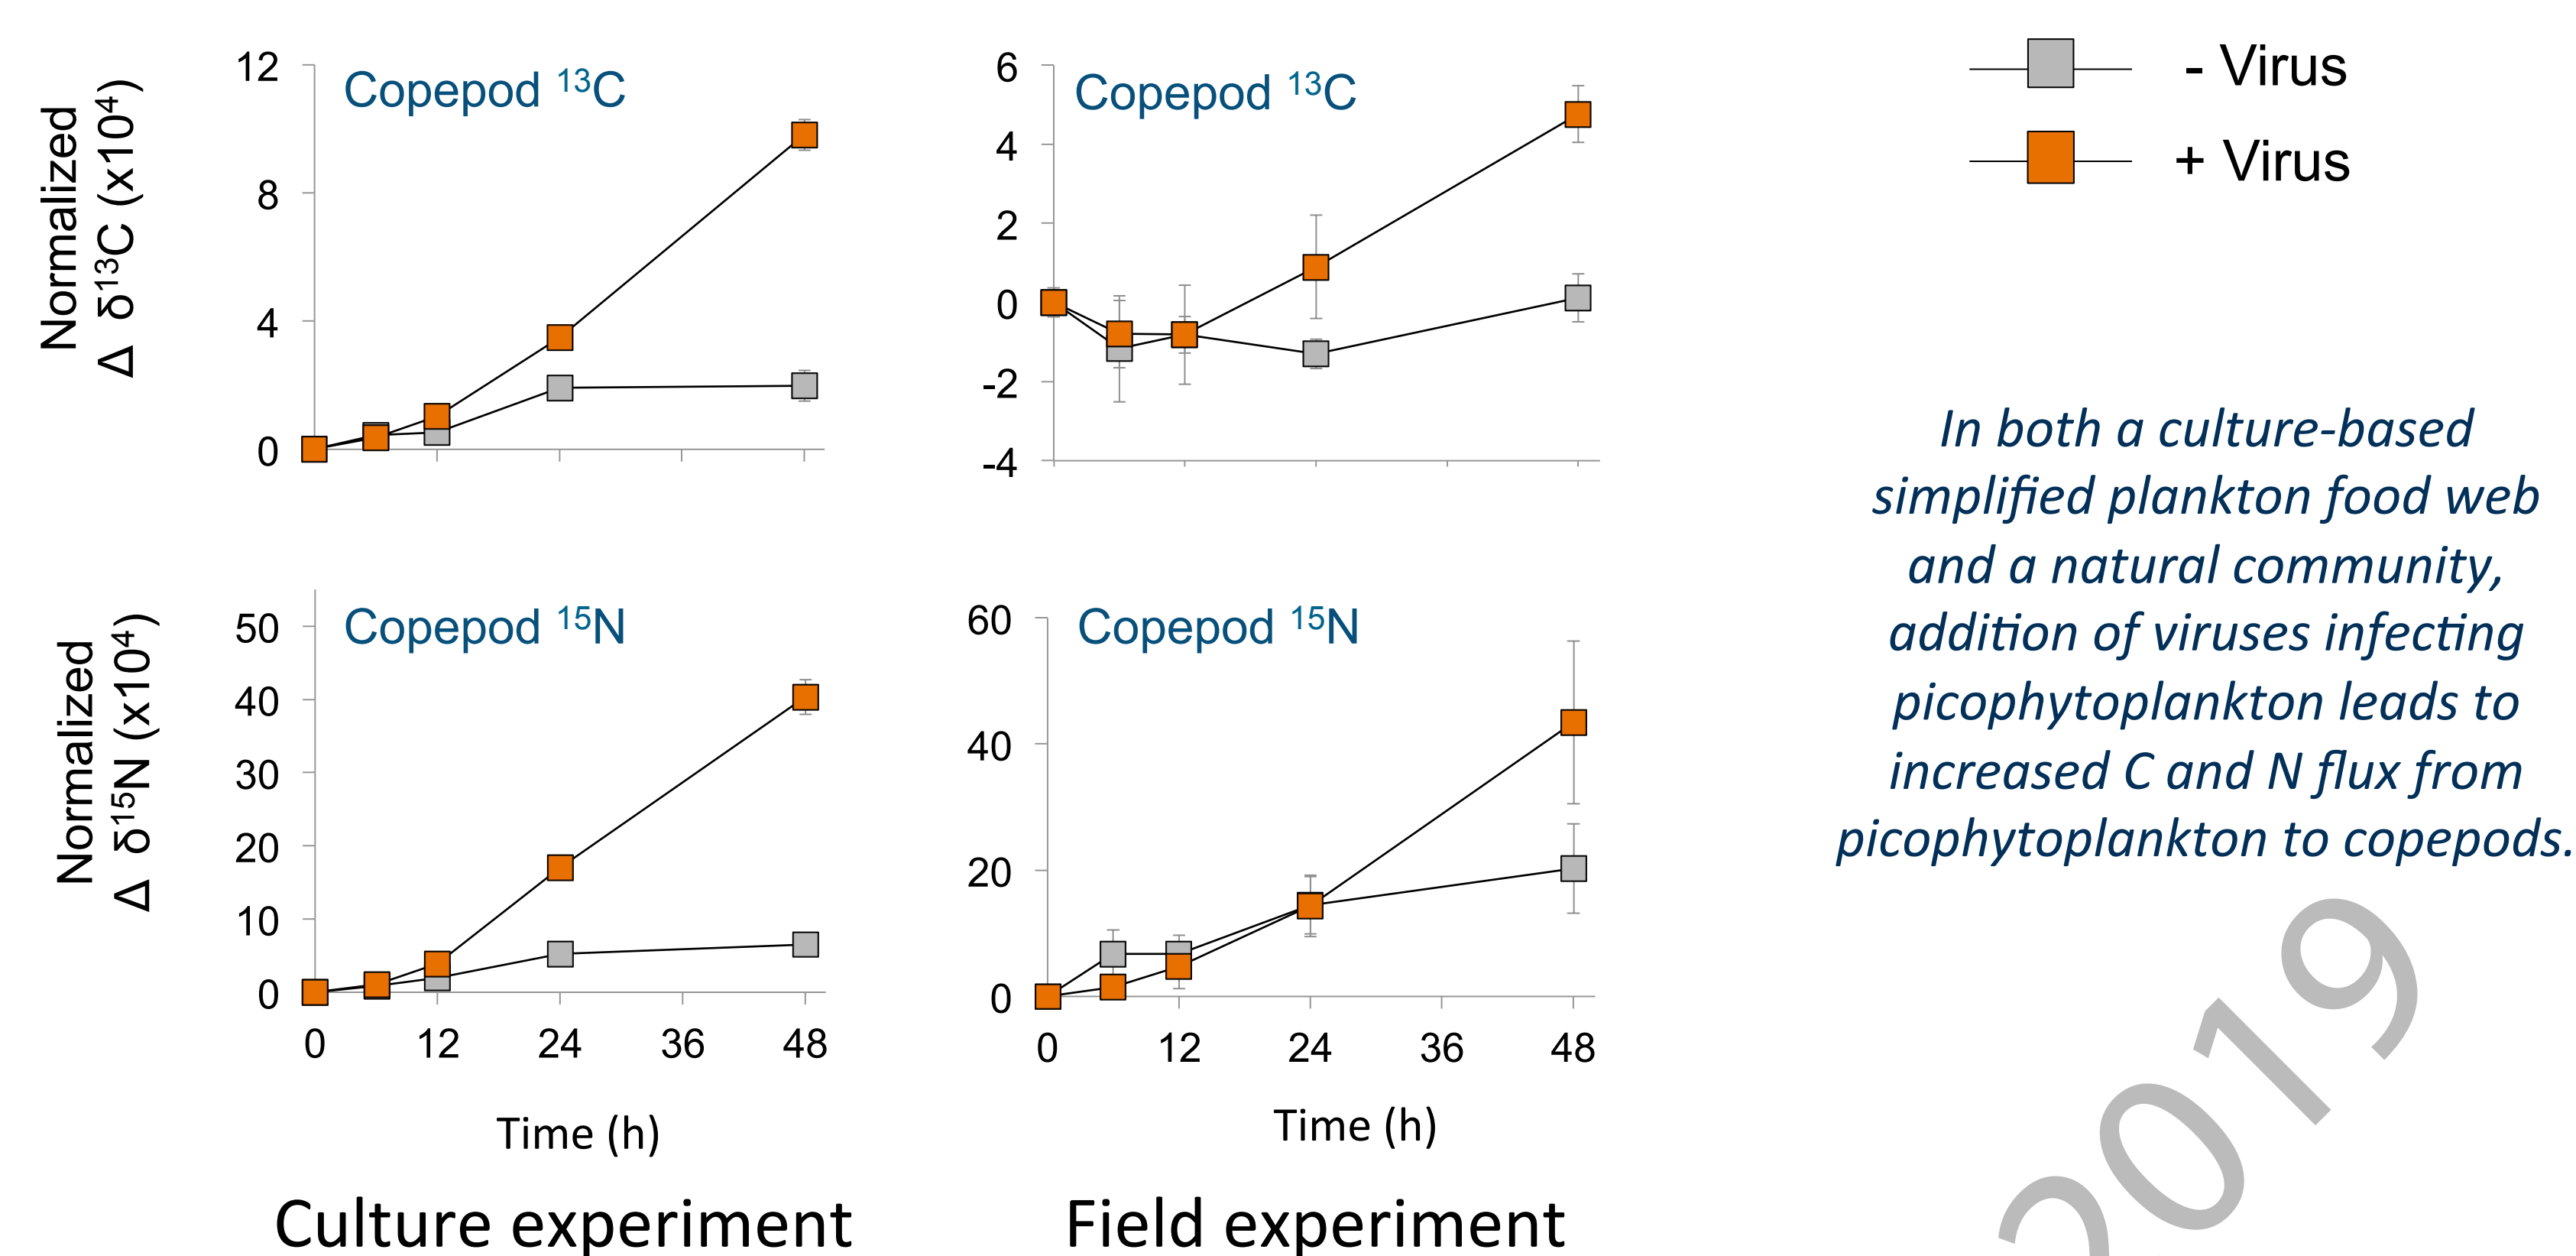 12
8
4
0
Normalized
Δ δ¹³C (x10⁴)
Copepod ¹³C
6
4
2
0
-2
-4
Copepod ¹³C
- Virus
+ Virus
In both a culture-based
simplified plankton food web
and a natural community,
addition of viruses infecting
picophytoplankton leads to
increased C and N flux from
picophytoplankton to copepods.
50
40
30
20
10
0
Normalized
Δ δ¹⁵N (x10⁴)
Copepod ¹⁵N
0 12 24 36 48
Time (h)
Culture experiment
60
40
20
0
Copepod ¹⁵N
0 12 24 36 48
Time (h)
Field experiment
2019